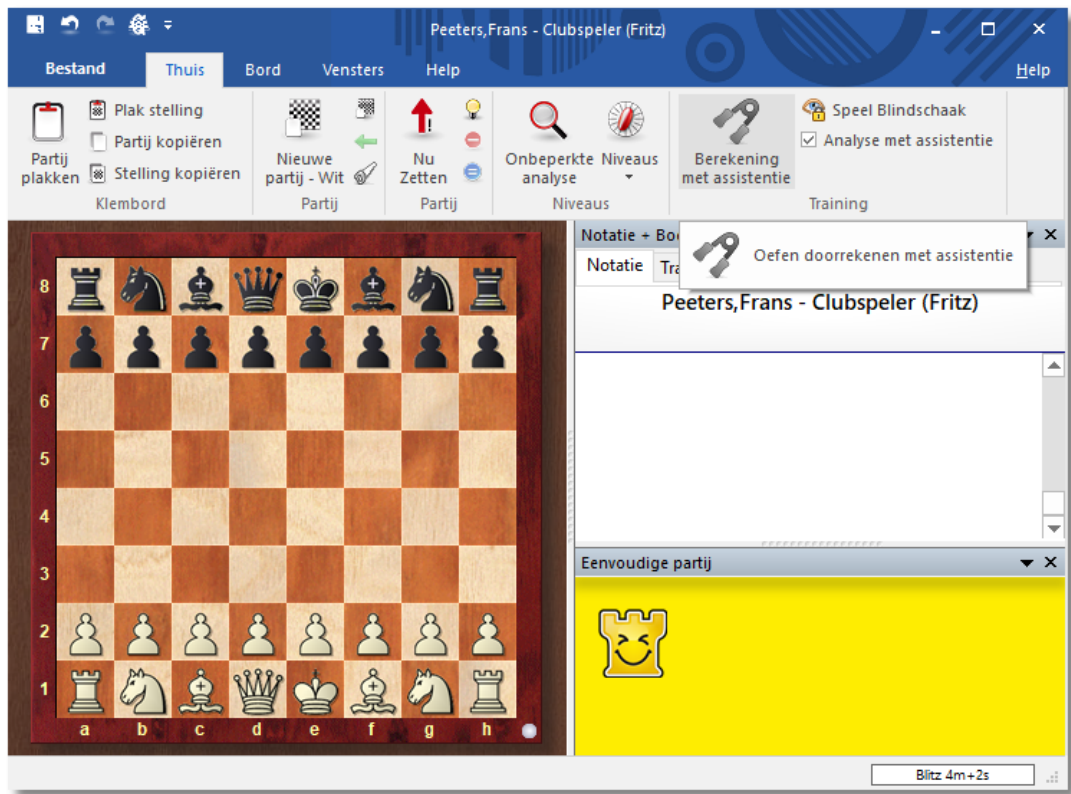 Peeters,Frans - Clubspeler (Fritz)
Bestand Thuis Bord Vensters Help Help
Partij plakken
Plak stelling
Partij kopiëren
Stelling kopiëren
Klembord
Nieuwe
partij - Wit
Partij
Nu
Zetten
Partij
Onbeperkte
analyse
Niveaus
Niveaus
Berekening
met assistentie
Speel Blindschaak
Analyse met assistentie
Training
Notatie + Bo
Notatie Tr
Oefen doorrekenen met assistentie
Peeters,Frans - Clubspeler (Fritz)
8
7
6
5
4
3
2
1
a b c d e f g h
Eenvoudige partij
Blitz 4m+2s